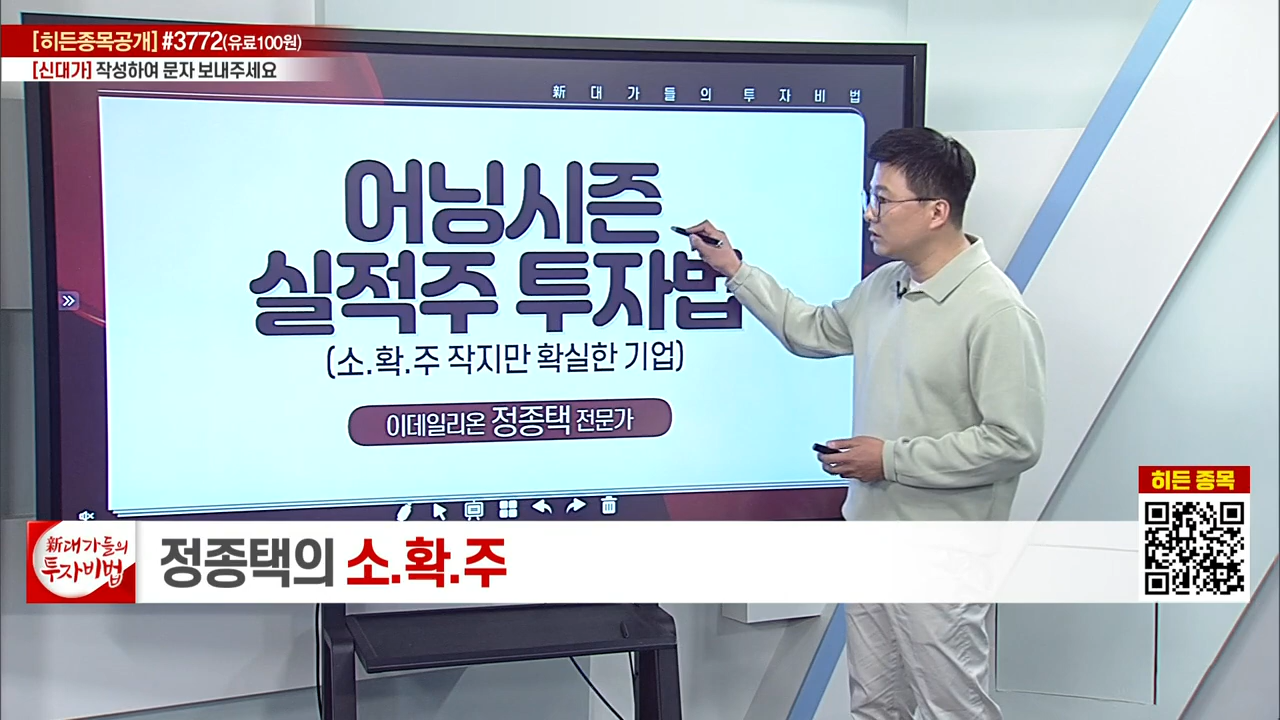 [히든종목공개] #3772(유료100원)
[신대가] 작성하여 문자 보내주세요
新 대가들의 투자비법
어닝시즌
실적주 투자법
(소.확.주 작지만 확실한 기업)
이데일리온 정종택 전문가
히든 종목
新대가들의
투자비법
정종택의 소.확.주